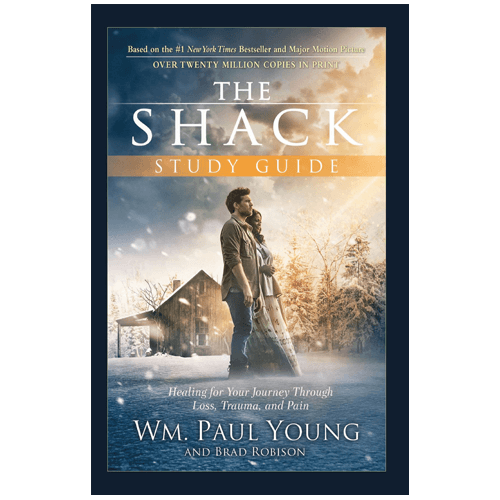 Based on the #1 New York Times Bestseller and Major Motion Picture
OVER TWENTY MILLION COPIES IN PRINT
THE
SHACK
STUDY GUIDE
Healing for Your Journey Through
Loss, Trauma, and Pain
WM. PAUL YOUNG
AND BRAD ROBISON